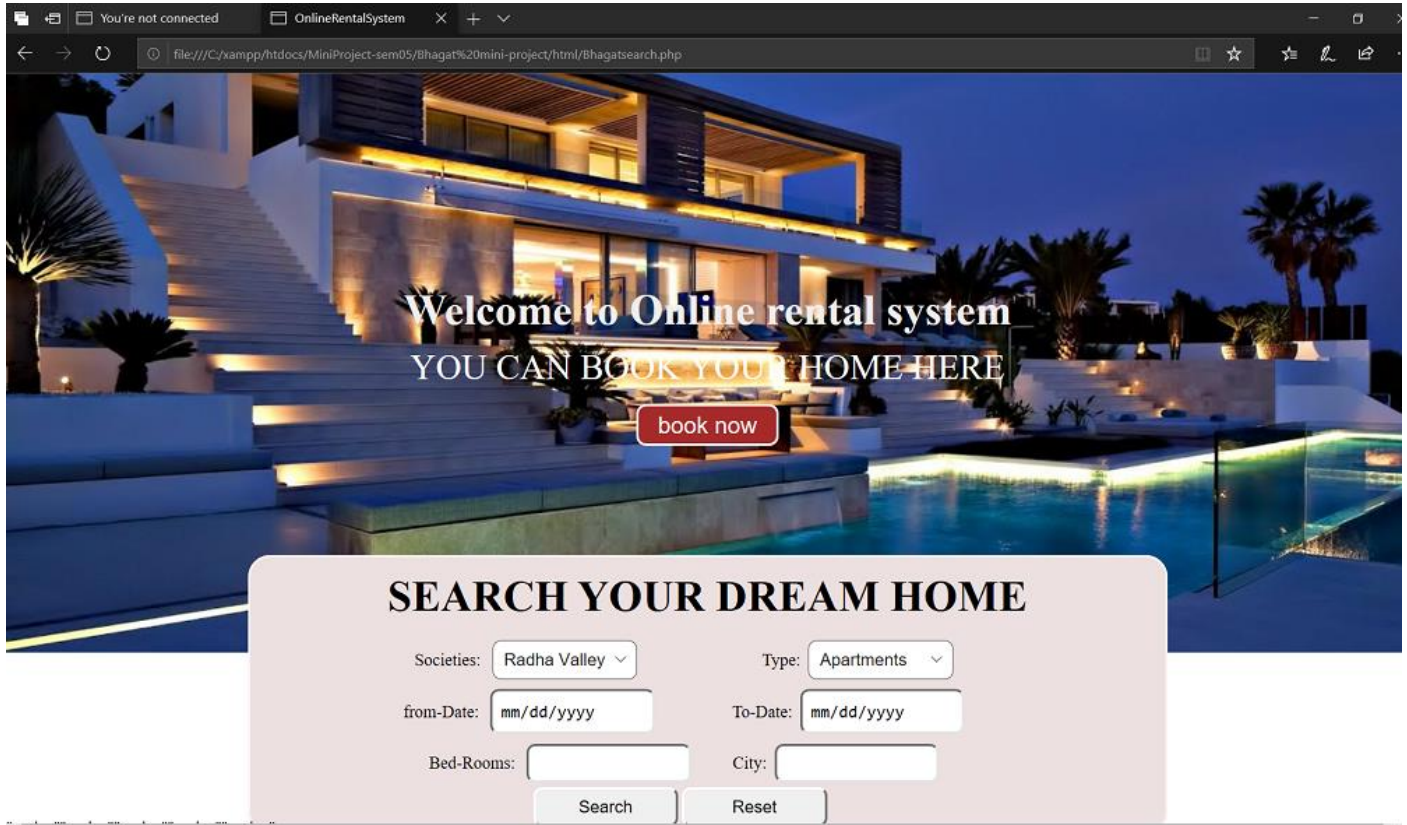 You're not connected
OnlineRentalSystem
file:///C:/xampp/htdocs/MiniProject-sem05/Bhagat%20mini-project/html/Bhagatsearch.php
Welcome to Online rental system
YOU CAN BOOK YOUR HOME HERE
book now
SEARCH YOUR DREAM HOME
Societies: Radha Valley Type: Apartments
from-Date: mm/dd/yyyy To-Date: mm/dd/yyyy
Bed-Rooms: City:
Search Reset